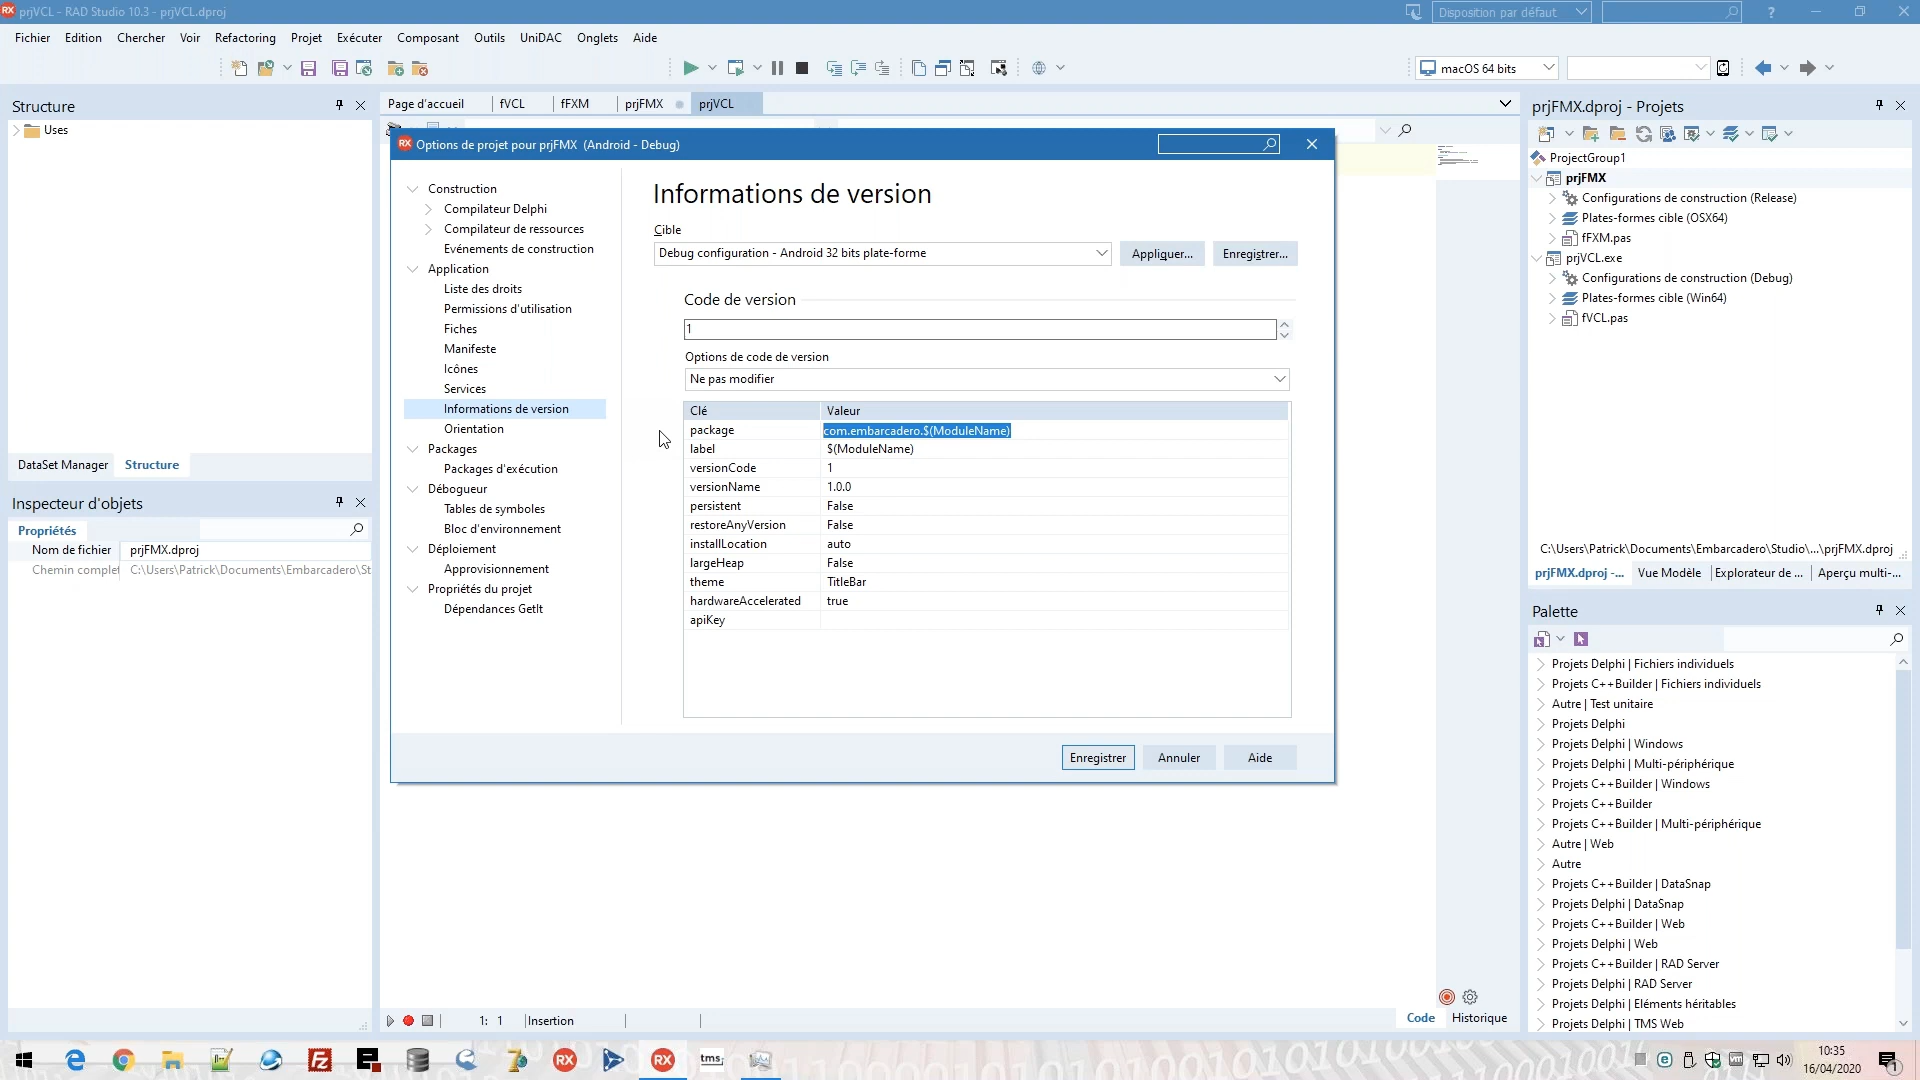 prjVCL - RAD Studio 10.3 - prjVCL.dproj
Disposition par défaut
?
Fichier Edition Chercher Voir Refactoring Projet Exécuter Composant Outils UniDAC Onglets Aide
macOS 64 bits
Structure
Uses
DataSet Manager Structure
Inspecteur d'objets
Propriétés
Nom de fichier prjFMX.dproj
Chemin complet C:\Users\Patrick\Documents\Embarcadero\St
Page d'accueil fVCL fFXM prjFMX prjVCL
RX Options de projet pour prjFMX (Android - Debug)
Construction
Compilateur Delphi
Compilateur de ressources
Evénements de construction
Application
Liste des droits
Permissions d'utilisation
Fiches
Manifeste
Icônes
Services
Informations de version
Orientation
Packages
Packages d'exécution
Débogueur
Tables de symboles
Bloc d'environnement
Déploiement
Approvisionnement
Propriétés du projet
Dépendances GetIt
Informations de version
Cible
Debug configuration - Android 32 bits plate-forme
Appliquer...
Enregistrer...
Code de version
1
Options de code de version
Ne pas modifier
Clé Valeur
package com.embarcadero.$(ModuleName)
label $(ModuleName)
versionCode 1
versionName 1.0.0
persistent False
restoreAnyVersion False
installLocation auto
largeHeap False
theme TitleBar
hardwareAccelerated true
apiKey
Enregistrer Annuler Aide
1: 1 Insertion
Code Historique
prjFMX.dproj - Projets
ProjectGroup1
prjFMX
Configurations de construction (Release)
Plates-formes cible (OSX64)
fFXM.pas
prjVCL.exe
Configurations de construction (Debug)
Plates-formes cible (Win64)
fVCL.pas
C:\Users\Patrick\Documents\Embarcadero\Studio\...\prjFMX.dproj
prjFMX.dproj -... Vue Modèle Explorateur de ... Aperçu multi-...
Palette
Projets Delphi | Fichiers individuels
Projets C++Builder | Fichiers individuels
Autre | Test unitaire
Projets Delphi
Projets Delphi | Windows
Projets Delphi | Multi-périphérique
Projets C++Builder | Windows
Projets C++Builder
Projets C++Builder | Multi-périphérique
Autre | Web
Autre
Projets C++Builder | DataSnap
Projets Delphi | DataSnap
Projets C++Builder | Web
Projets Delphi | Web
Projets C++Builder | RAD Server
Projets Delphi | RAD Server
Projets Delphi | Eléments héritables
Projets Delphi | TMS Web
RX RX tms
10:35
16/04/2020